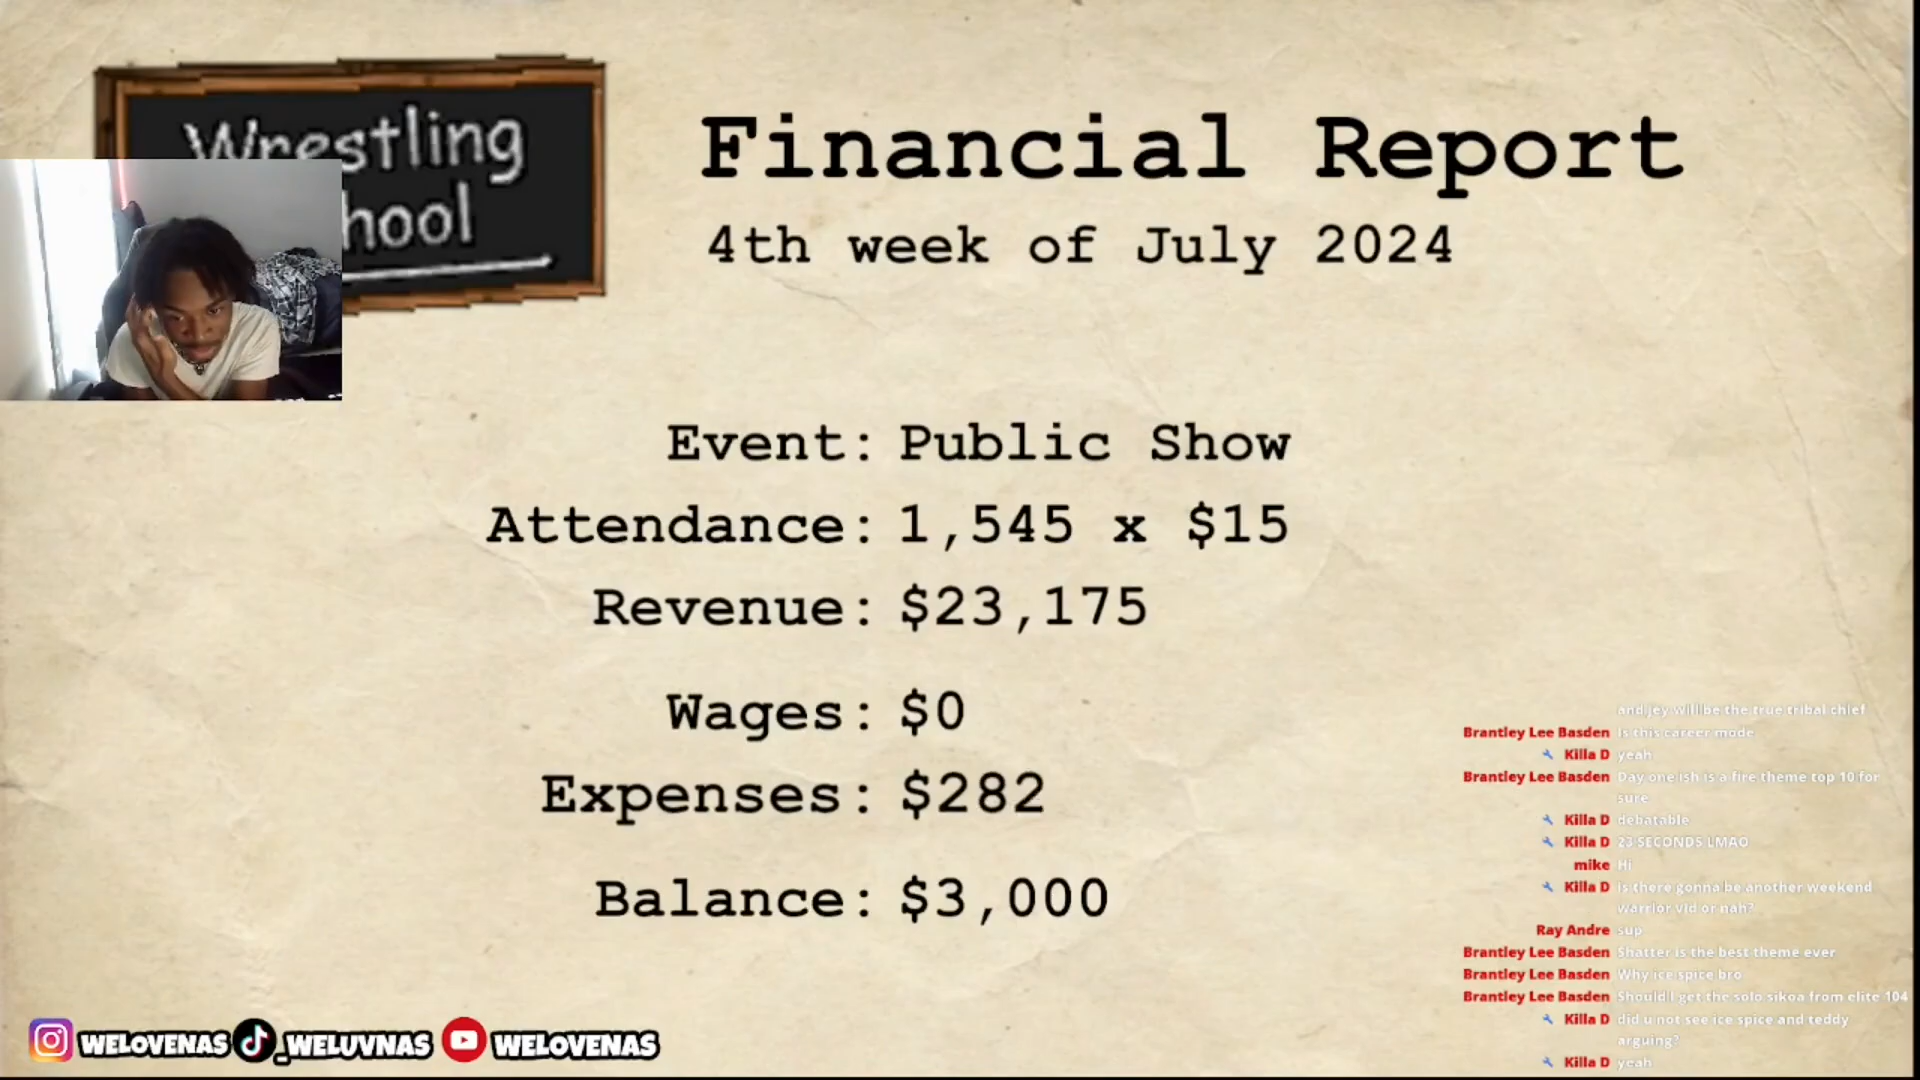 Wrestling
hool
Financial Report
4th week of July 2024
Event: Public Show
Attendance: 1,545 x $15
Revenue: $23,175
Wages: $0
Expenses: $282
Balance: $3,000
and jey will be the true tribal chief
Brantley Lee Basden Is this career mode
Killa D yeah
Brantley Lee Basden Day one ish is a fire theme top 10 for
sure
Killa D debatable
Killa D 23 SECONDS LMAO
mike Hi
Killa D is there gonna be another weekend
warrior vid or nah?
Ray Andre sup
Brantley Lee Basden Shatter is the best theme ever
Brantley Lee Basden Why ice spice bro
Brantley Lee Basden Should I get the solo sikoa from elite 104
Killa D did u not see ice spice and teddy
arguing?
Killa D yeah
WELOVENAS _WELUVNAS WELOVENAS